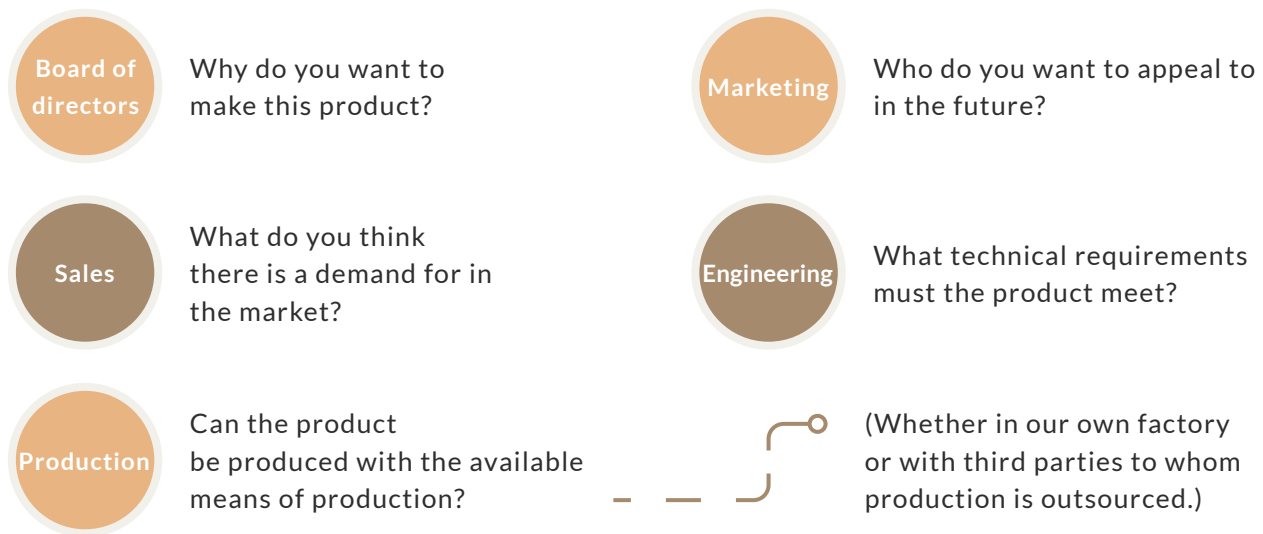 Board of
directors
Why do you want to
make this product?
Marketing
Who do you want to appeal to
in the future?
Sales
What do you think
there is a demand for in
the market?
Engineering
What technical requirements
must the product meet?
Production
Can the product
be produced with the available
means of production?
(Whether in our own factory
or with third parties to whom
production is outsourced.)